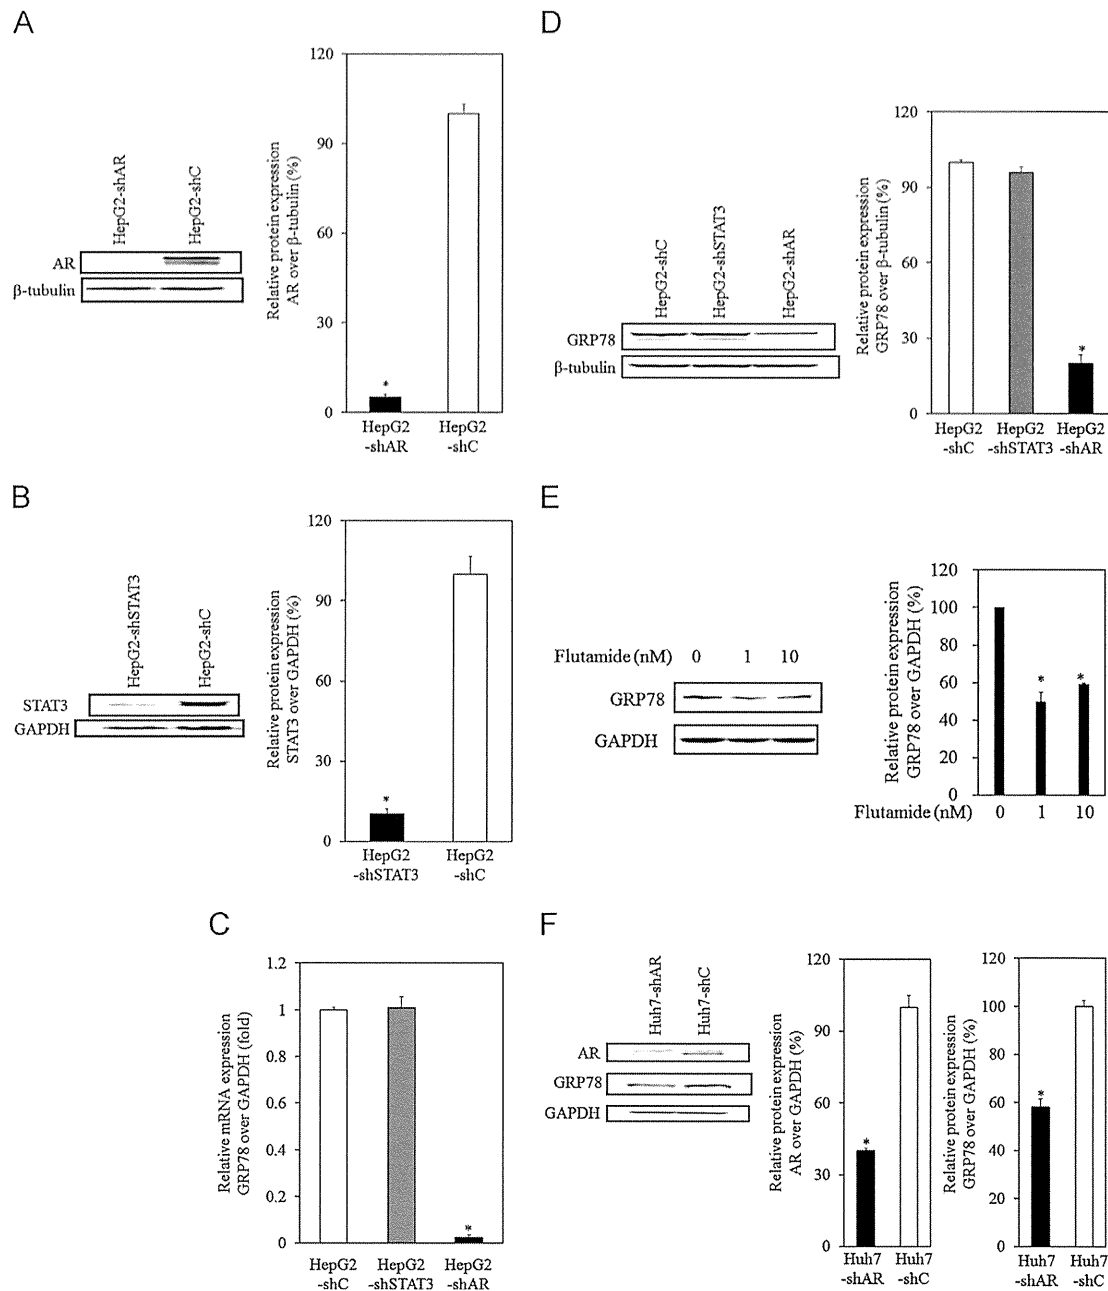 A
HepG2-shAR
HepG2-shC
AR
β-tubulin
Relative protein expression
AR over β-tubulin (%)
120
90
60
30
0
*
HepG2
-shAR
HepG2
-shC
B
HepG2-shSTAT3
HepG2-shC
STAT3
GAPDH
Relative protein expression
STAT3 over GAPDH (%)
120
90
60
30
0
*
HepG2
-shSTAT3
HepG2
-shC
C
Relative mRNA expression
GRP78 over GAPDH (fold)
1.2
1
0.8
0.6
0.4
0.2
0
*
HepG2
-shC
HepG2
-shSTAT3
HepG2
-shAR
D
HepG2-shC
HepG2-shSTAT3
HepG2-shAR
GRP78
β-tubulin
Relative protein expression
GRP78 over β-tubulin (%)
120
90
60
30
0
*
HepG2
-shC
HepG2
-shSTAT3
HepG2
-shAR
E
Flutamide (nM) 0 1 10
GRP78
GAPDH
Relative protein expression
GRP78 over GAPDH (%)
120
100
80
60
40
20
0
* *
Flutamide (nM) 0 1 10
F
Huh7-shAR
Huh7-shC
AR
GRP78
GAPDH
Relative protein expression
AR over GAPDH (%)
120
90
60
30
0
*
Huh7
-shAR
Huh7
-shC
Relative protein expression
GRP78 over GAPDH (%)
120
100
80
60
40
20
0
*
Huh7
-shAR
Huh7
-shC